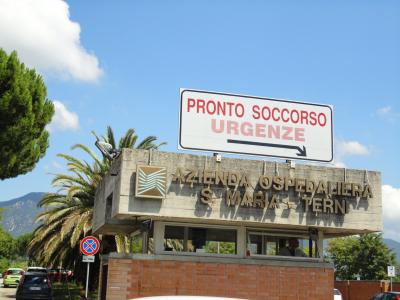 PRONTO SOCCORSO
URGENZE
AZIENDA OSPEDALIERA
S. MARIA - TERNI